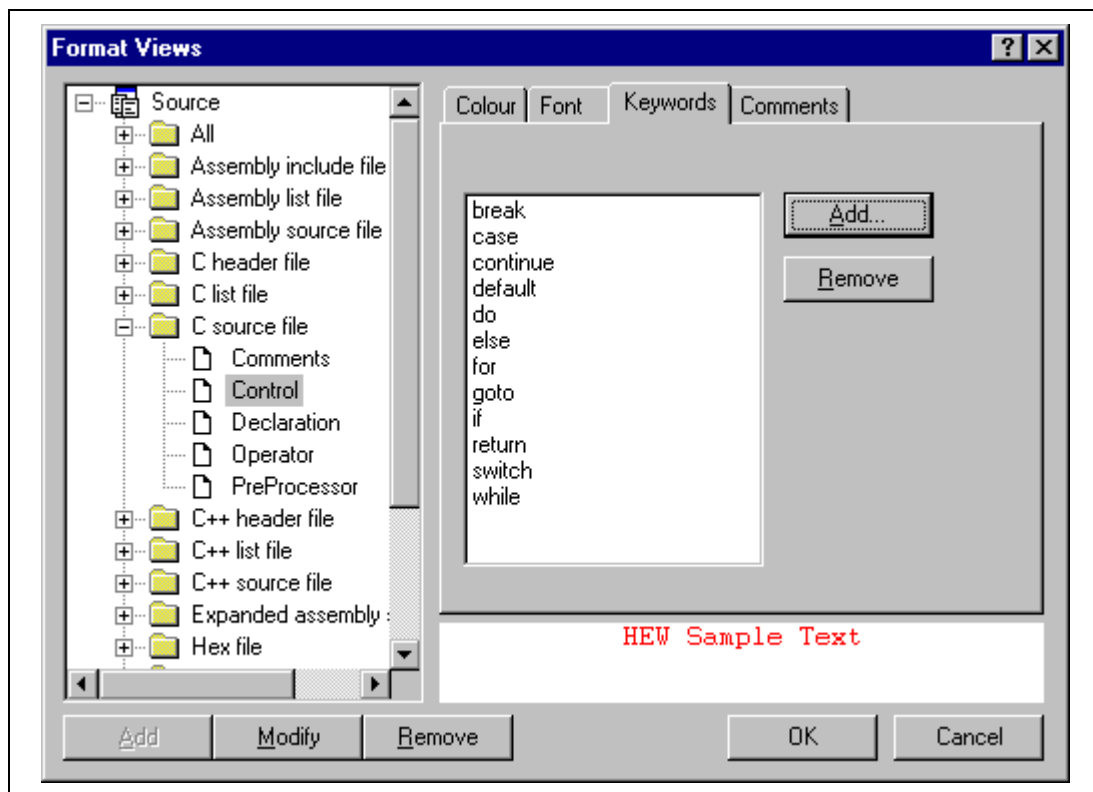 Format Views
Source
All
Assembly include file
Assembly list file
Assembly source file
C header file
C list file
C source file
Comments
Control
Declaration
Operator
PreProcessor
C++ header file
C++ list file
C++ source file
Expanded assembly
Hex file
Colour Font Keywords Comments
break
case
continue
default
do
else
for
goto
if
return
switch
while
Add...
Remove
HEW Sample Text
Add Modify Remove OK Cancel